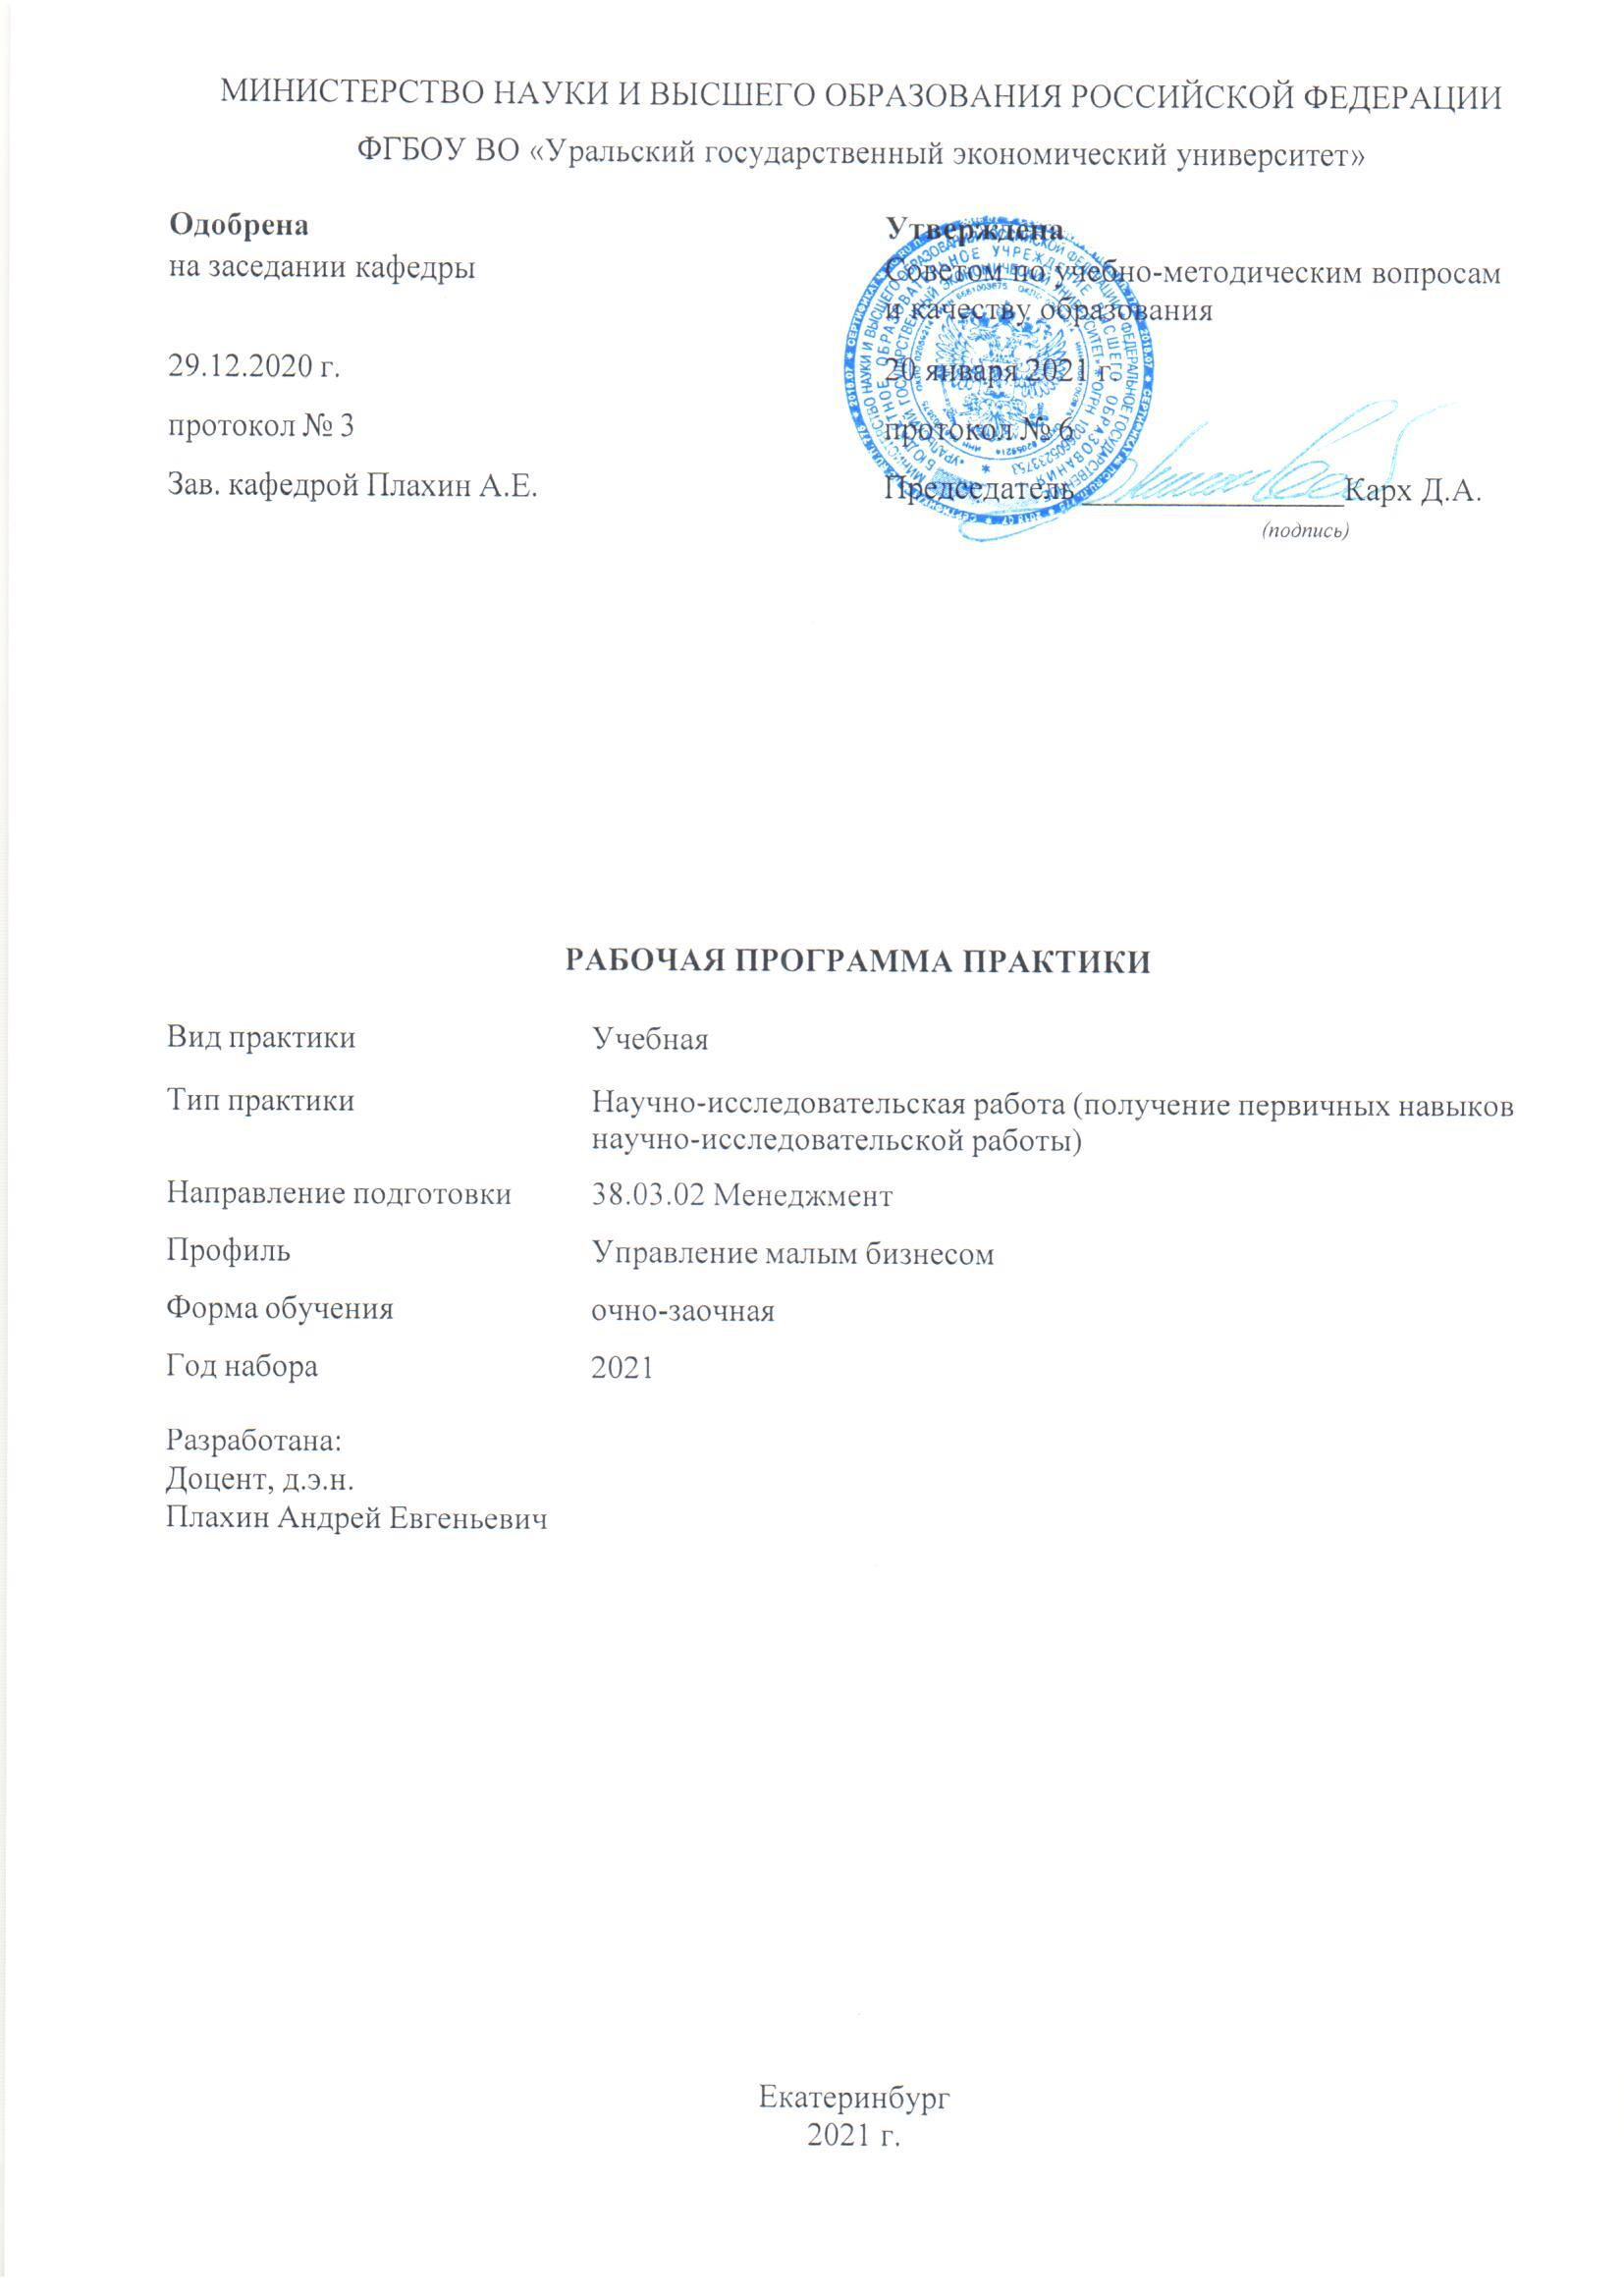 МИНИСТЕРСТВО НАУКИ И ВЫСШЕГО ОБРАЗОВАНИЯ РОССИЙСКОЙ ФЕДЕРАЦИИ
ФГБОУ ВО «Уральский государственный экономический университет»
Одобрена
на заседании кафедры
29.12.2020 г.
протокол № 3
Зав. кафедрой Плахин А.Е.
Утверждена
Советом по учебно-методическим вопросам
и качеству образования
20 января 2021 г.
протокол № 6
Председатель Карх Д.А.
(подпись)
РАБОЧАЯ ПРОГРАММА ПРАКТИКИ
Вид практики Учебная
Тип практики Научно-исследовательская работа (получение первичных навыков
научно-исследовательской работы)
Направление подготовки 38.03.02 Менеджмент
Профиль Управление малым бизнесом
Форма обучения очно-заочная
Год набора 2021
Разработана:
Доцент, д.э.н.
Плахин Андрей Евгеньевич
Екатеринбург
2021 г.